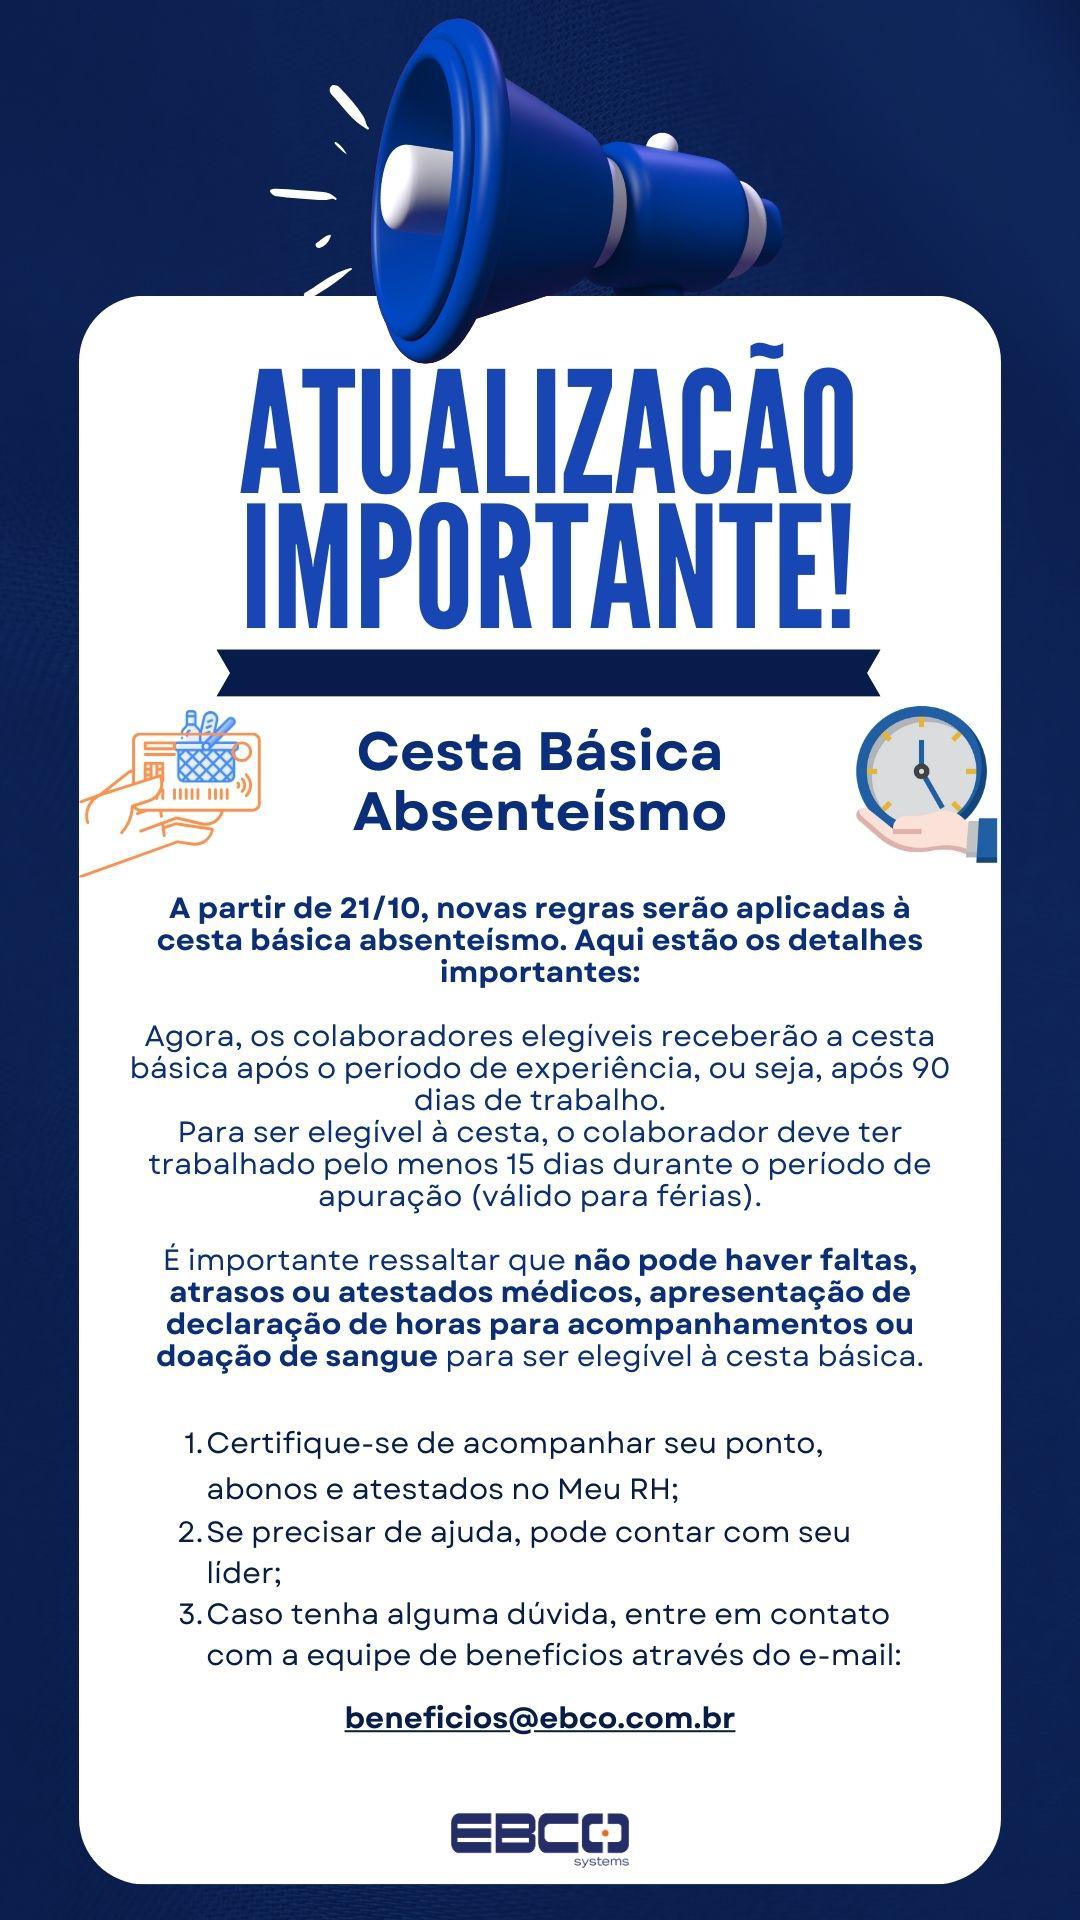 ATUALIZACÃO
IMPORTANTE!
Cesta Básica
Absenteísmo
A partir de 21/10, novas regras serão aplicadas à
cesta básica absenteísmo. Aqui estão os detalhes
importantes:
Agora, os colaboradores elegíveis receberão a cesta
básica após o período de experiência, ou seja, após 90
dias de trabalho.
Para ser elegível à cesta, o colaborador deve ter
trabalhado pelo menos 15 dias durante o período de
apuração (válido para férias).
É importante ressaltar que não pode haver faltas,
atrasos ou atestados médicos, apresentação de
declaração de horas para acompanhamentos ou
doação de sangue para ser elegível à cesta básica.
1. Certifique-se de acompanhar seu ponto,
abonos e atestados no Meu RH;
2. Se precisar de ajuda, pode contar com seu
líder;
3. Caso tenha alguma dúvida, entre em contato
com a equipe de benefícios através do e-mail:
beneficios@ebco.com.br
EBCO
systems